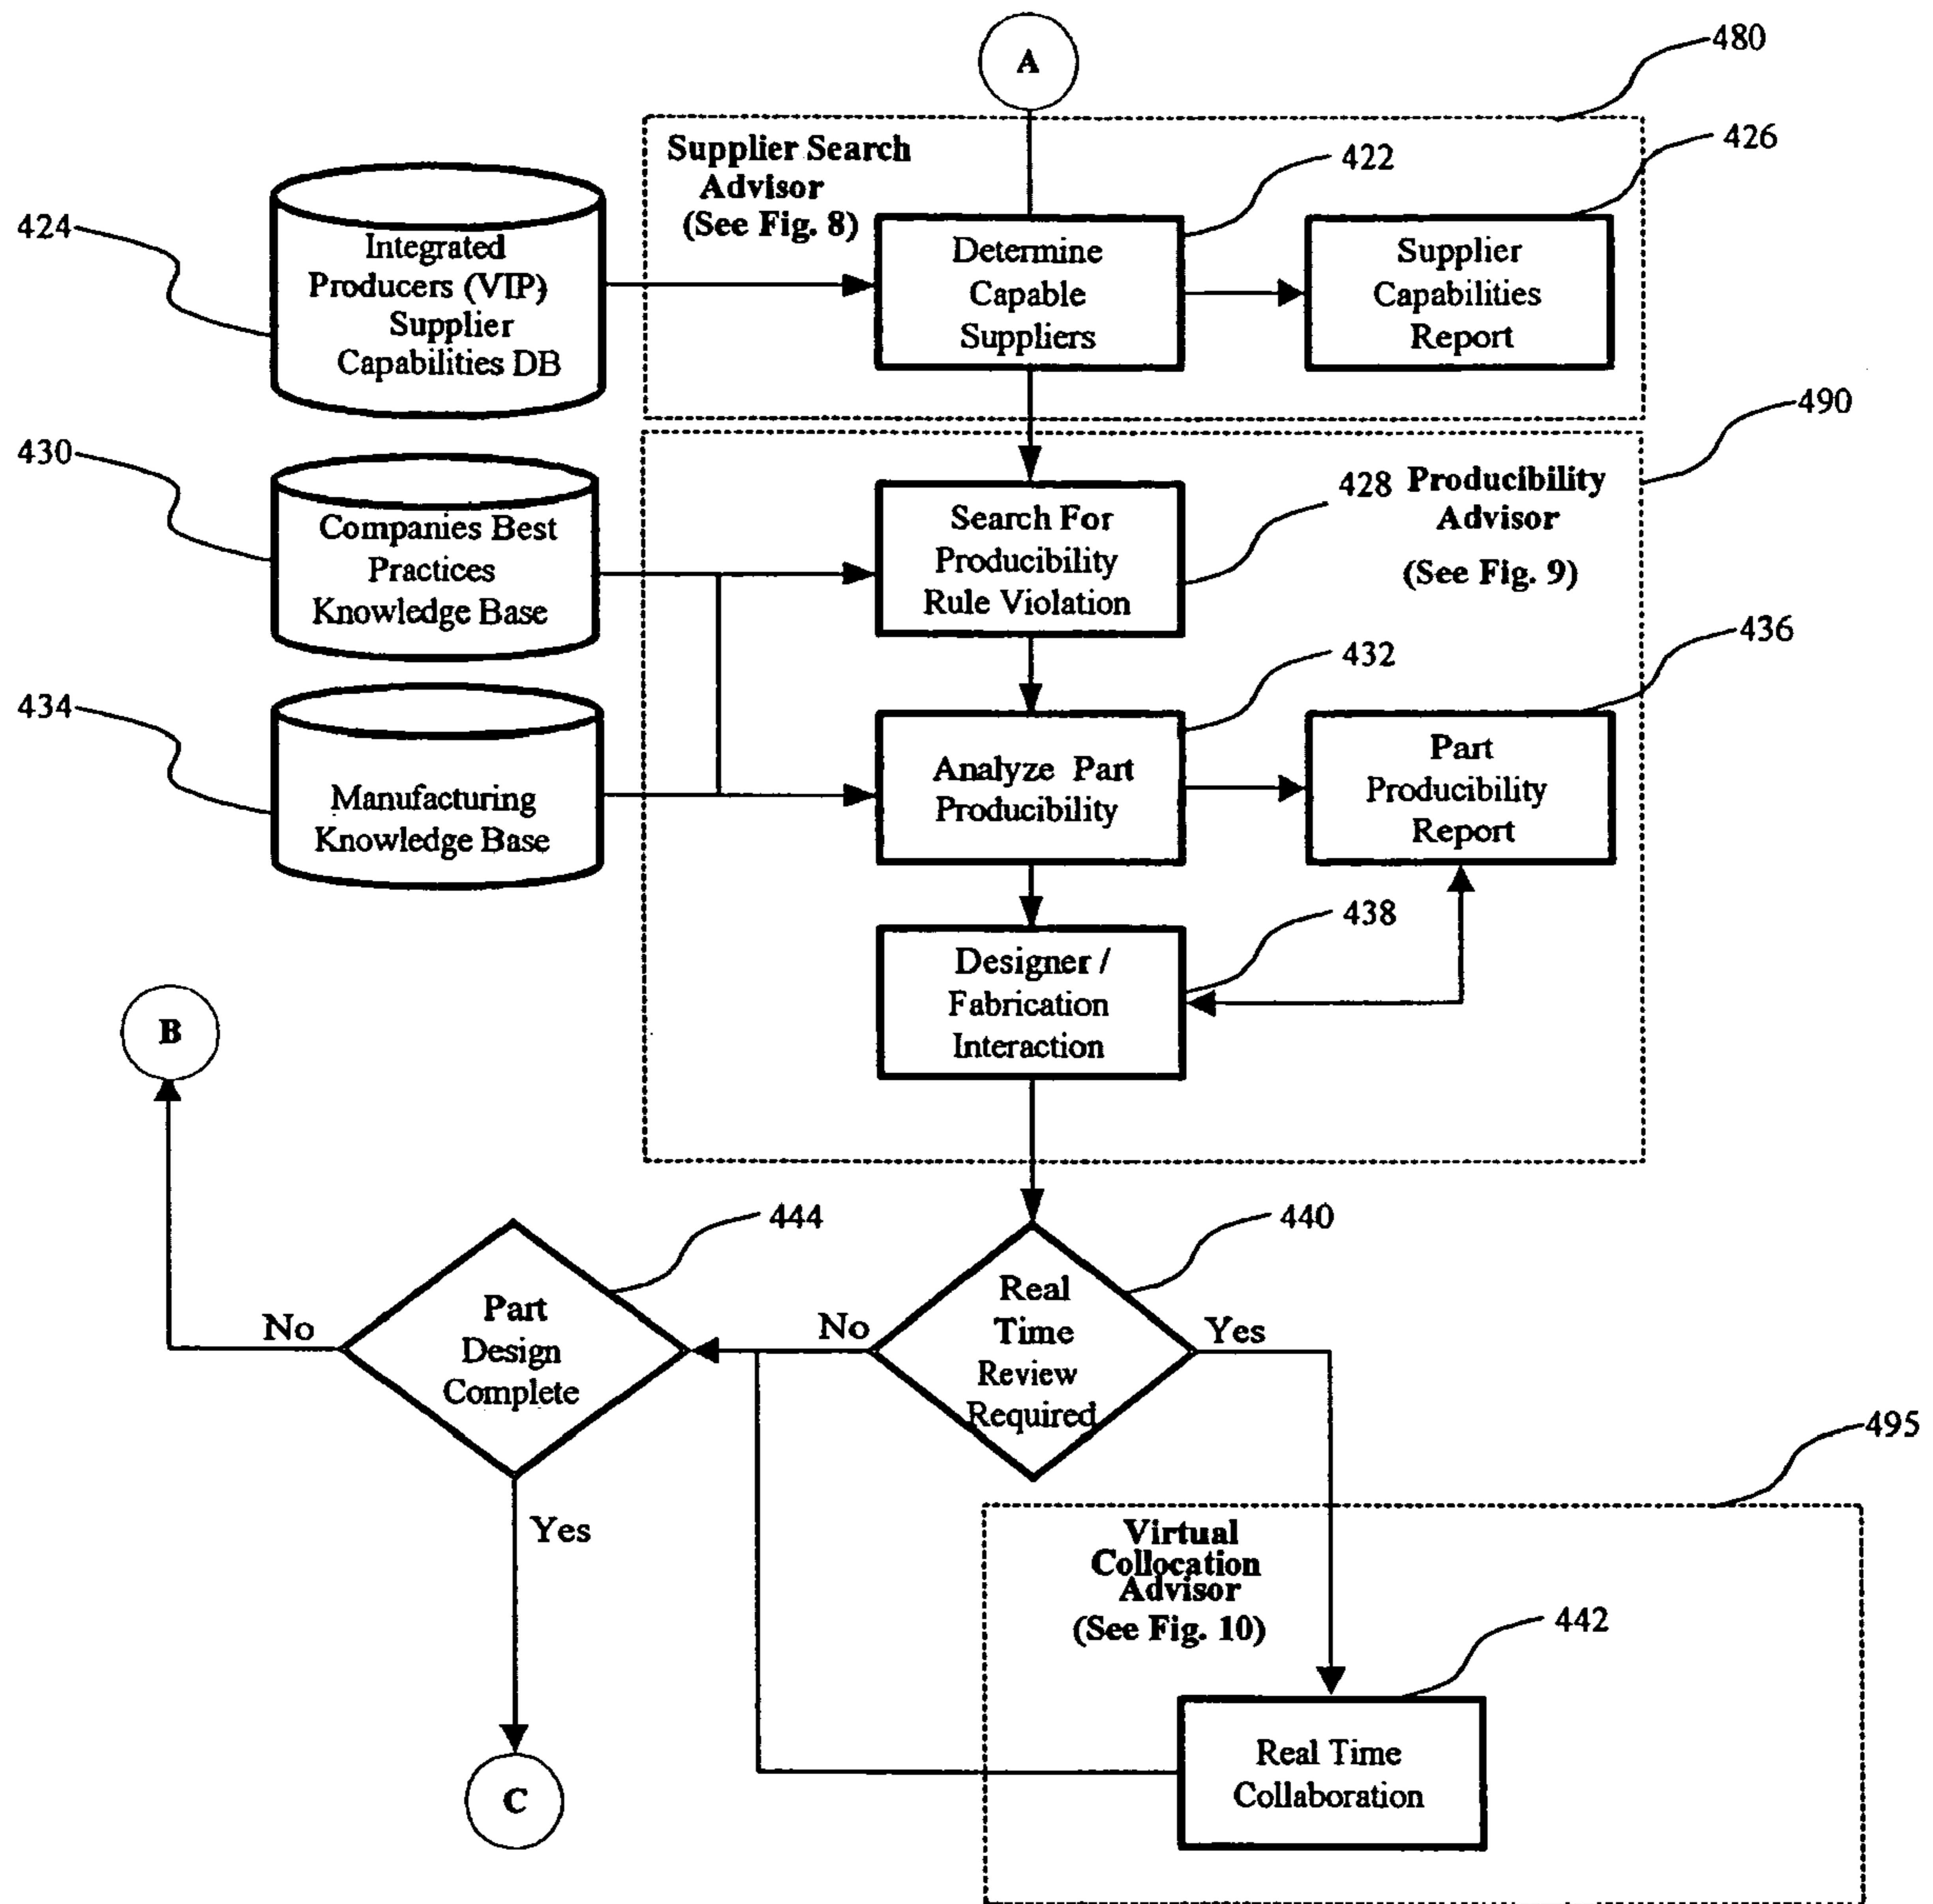 A
480
Supplier Search
Advisor
(See Fig. 8)
422
426
424
Integrated
Producers (VIP)
Supplier
Capabilities DB
Determine
Capable
Suppliers
Supplier
Capabilities
Report
490
430
Companies Best
Practices
Knowledge Base
Search For
Producibility
Rule Violation
428
Producibility
Advisor
(See Fig. 9)
432
436
434
Manufacturing
Knowledge Base
Analyze Part
Producibility
Part
Producibility
Report
438
Designer /
Fabrication
Interaction
B
444
440
Part
Design
Complete
No
Yes
Real
Time
Review
Required
No
Yes
495
Virtual
Collocation
Advisor
(See Fig. 10)
442
Real Time
Collaboration
C